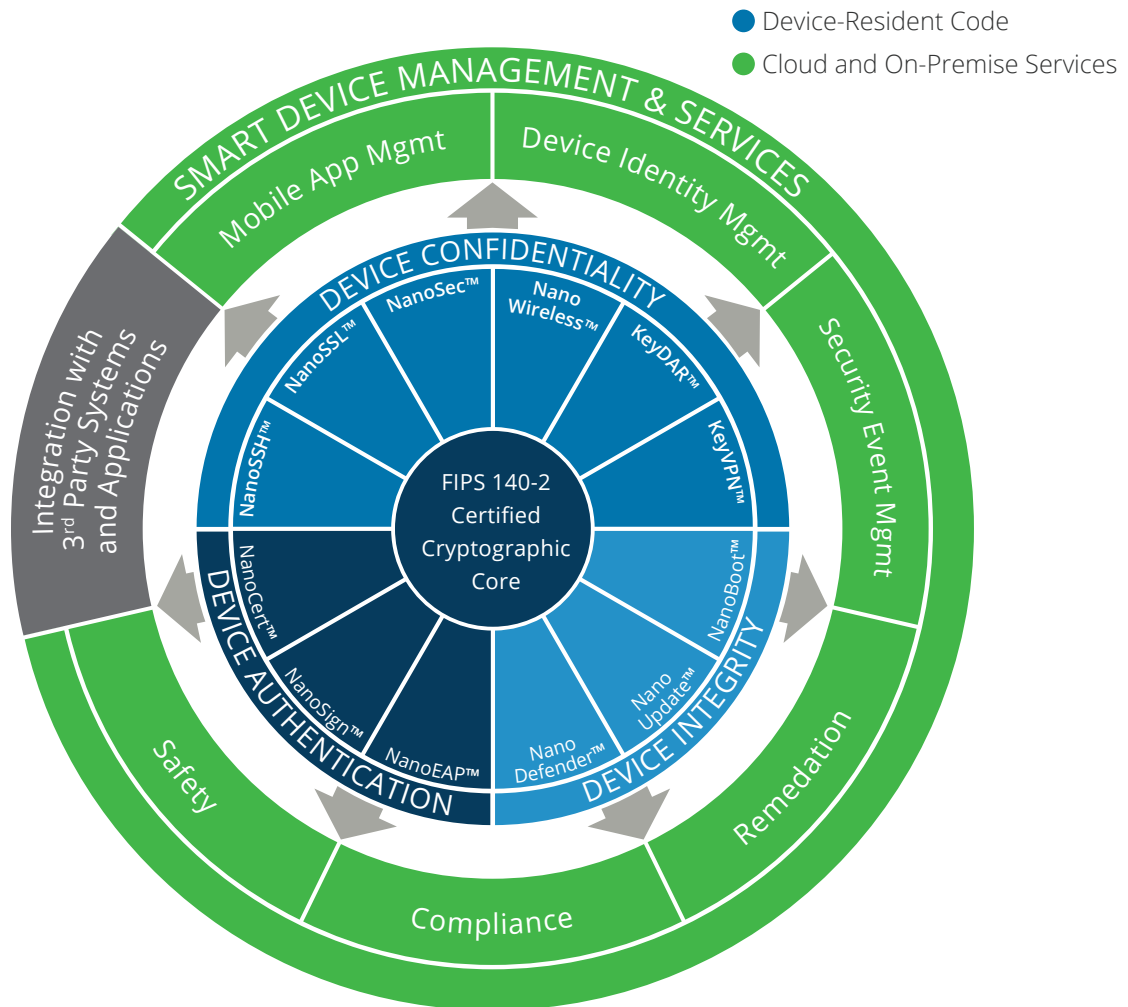 Device-Resident Code
Cloud and On-Premise Services
SMART DEVICE MANAGEMENT & SERVICES
Mobile App Mgmt
Device Identity Mgmt
Security Event Mgmt
Remedation
Compliance
Safety
Integration with
3rd Party Systems
and Applications
DEVICE CONFIDENTIALITY
NanoSSH™
NanoSSL™
NanoSec™
Nano
Wireless™
KeyDAR™
KeyVPN™
DEVICE INTEGRITY
NanoBoot™
Nano
Update™
Nano
Defender™
DEVICE AUTHENTICATION
NanoCert™
NanoSign™
NanoEAP™
FIPS 140-2
Certified
Cryptographic
Core